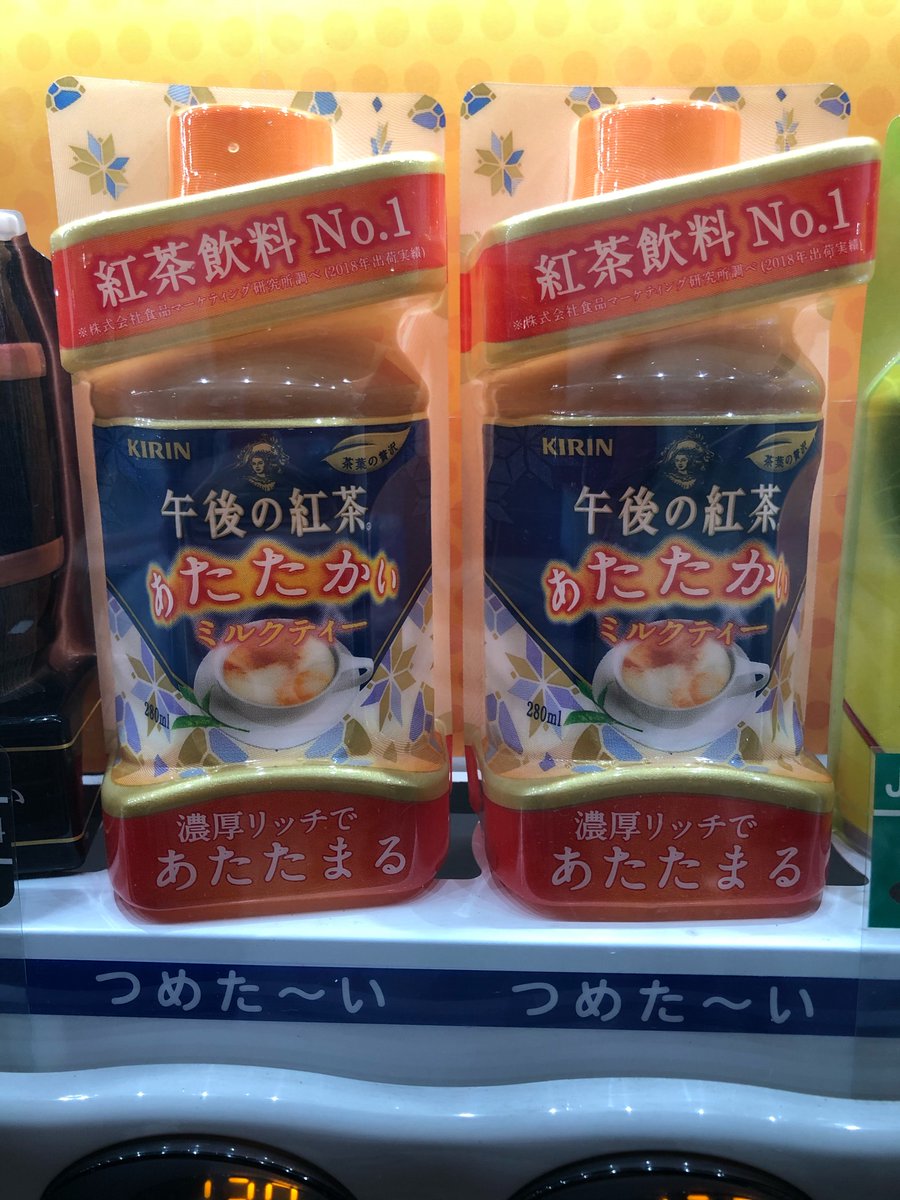 紅茶飲料 No.1
※株式会社食品マーケティング研究所調べ(2018年出荷実績)
KIRIN
茶葉の贅沢
午後の紅茶
あたたかい
ミルクティー
280ml
濃厚リッチで
あたたまる
紅茶飲料 No.1
※株式会社食品マーケティング研究所調べ(2018年出荷実績)
KIRIN
茶葉の贅沢
午後の紅茶
あたたかい
ミルクティー
280ml
濃厚リッチで
あたたまる
つめた〜い
つめた〜い
130